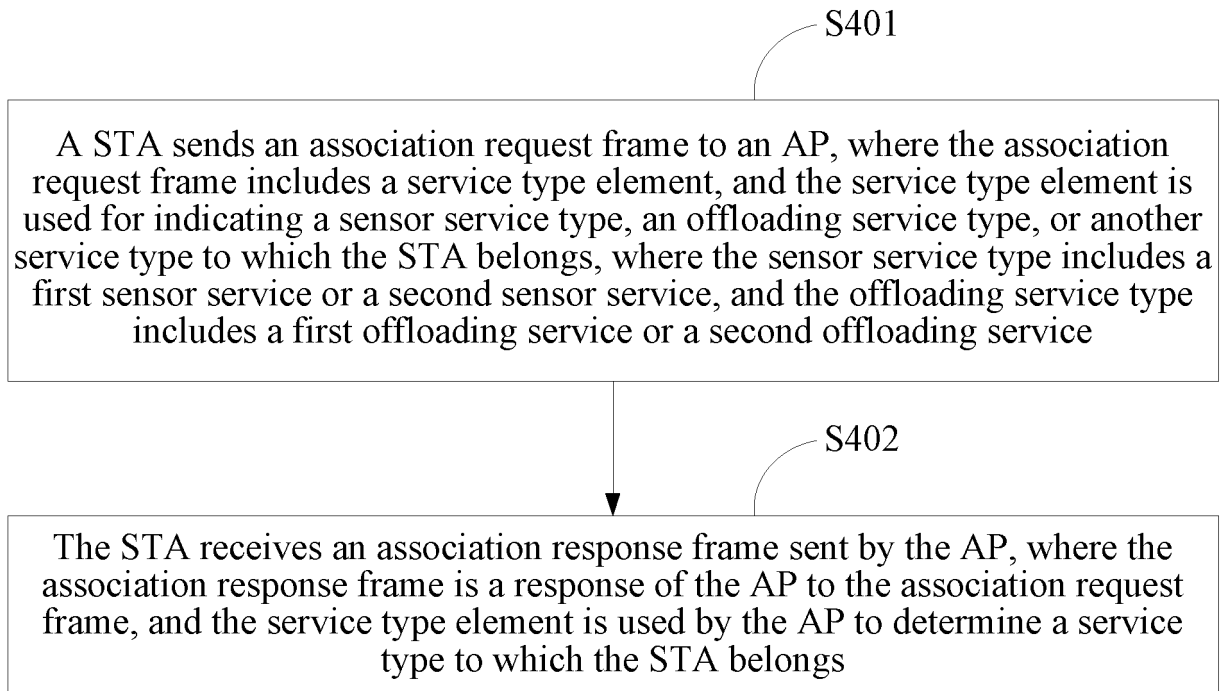 S401
A STA sends an association request frame to an AP, where the association
request frame includes a service type element, and the service type element is
used for indicating a sensor service type, an offloading service type, or another
service type to which the STA belongs, where the sensor service type includes a
first sensor service or a second sensor service, and the offloading service type
includes a first offloading service or a second offloading service
S402
The STA receives an association response frame sent by the AP, where the
association response frame is a response of the AP to the association request
frame, and the service type element is used by the AP to determine a service
type to which the STA belongs